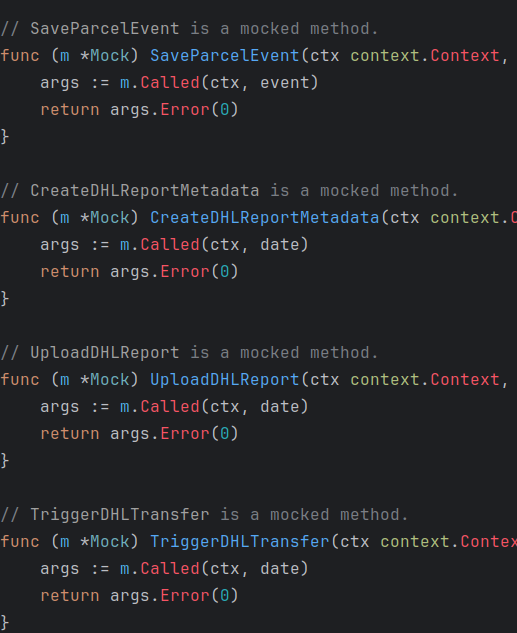 // SaveParcelEvent is a mocked method.
func (m *Mock) SaveParcelEvent(ctx context.Context,
    args := m.Called(ctx, event)
    return args.Error(0)
}

// CreateDHLReportMetadata is a mocked method.
func (m *Mock) CreateDHLReportMetadata(ctx context.
    args := m.Called(ctx, date)
    return args.Error(0)
}

// UploadDHLReport is a mocked method.
func (m *Mock) UploadDHLReport(ctx context.Context,
    args := m.Called(ctx, date)
    return args.Error(0)
}

// TriggerDHLTransfer is a mocked method.
func (m *Mock) TriggerDHLTransfer(ctx context.Contex
    args := m.Called(ctx, date)
    return args.Error(0)
}